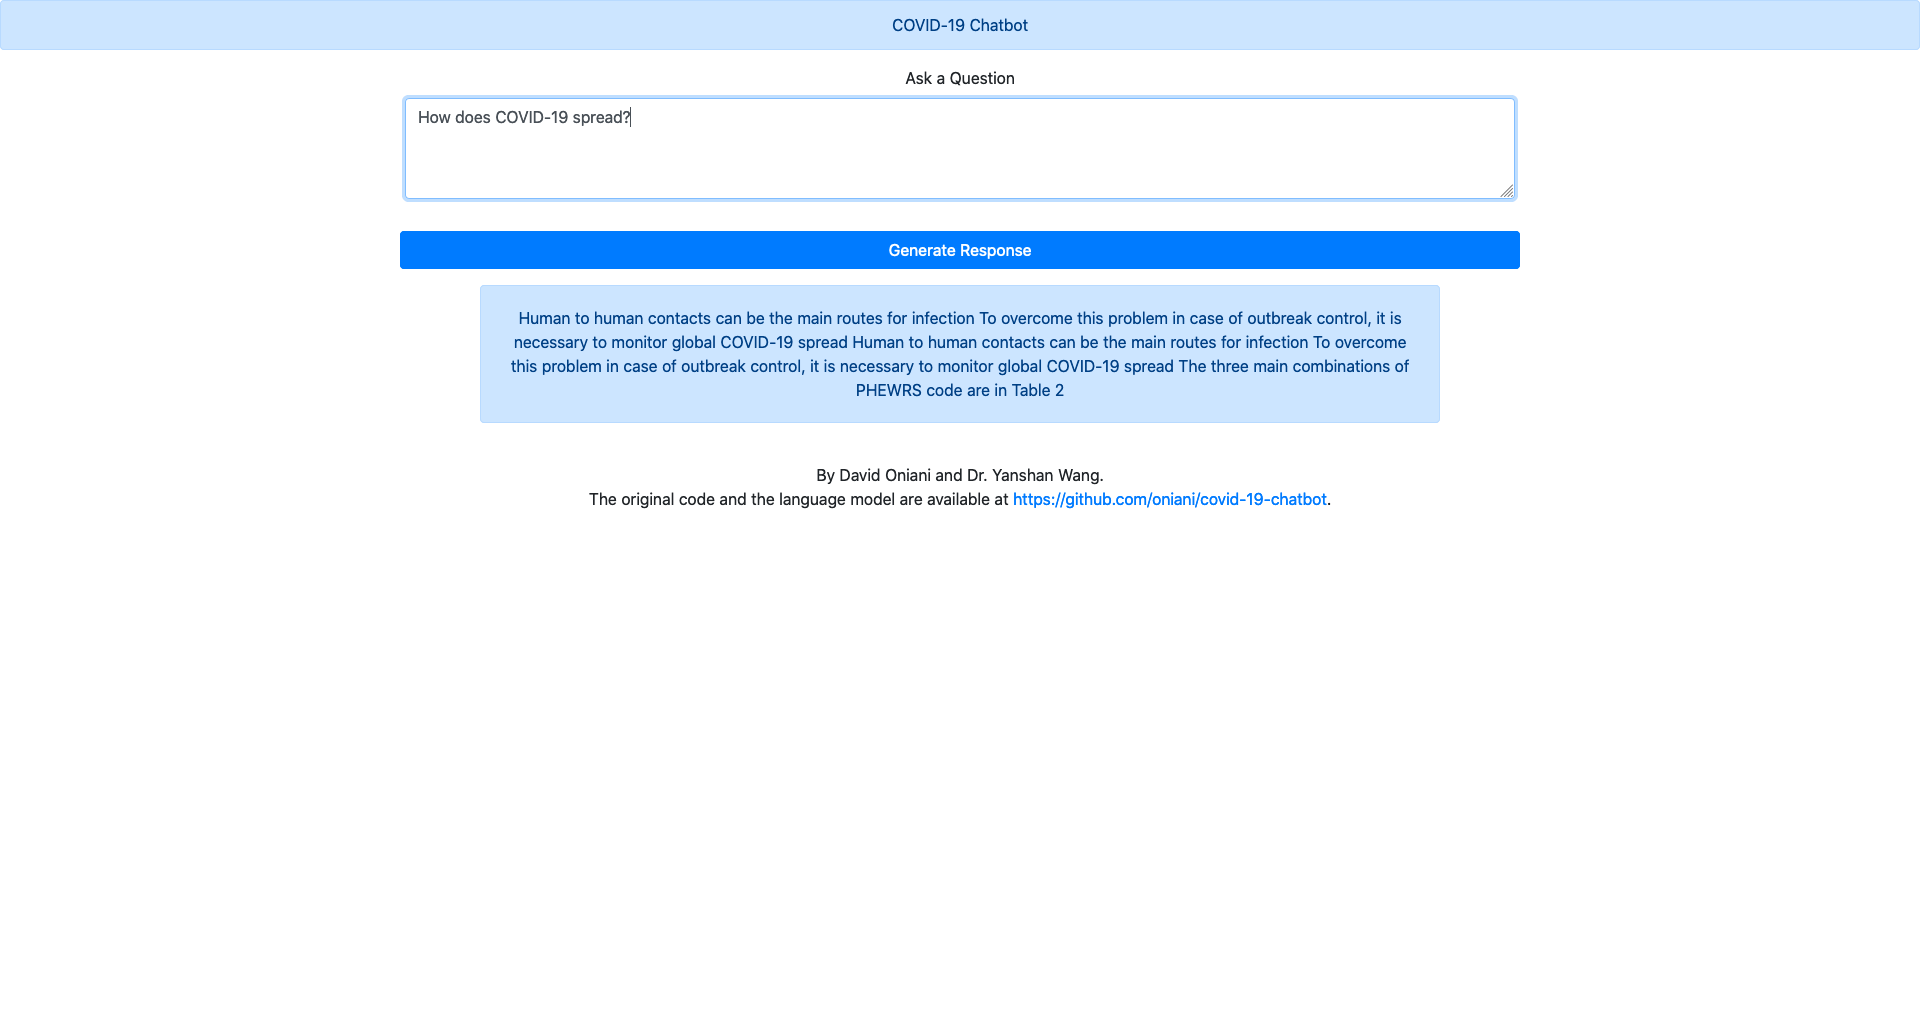 COVID-19 Chatbot
Ask a Question
How does COVID-19 spread?
Generate Response
Human to human contacts can be the main routes for infection To overcome this problem in case of outbreak control, it is
necessary to monitor global COVID-19 spread Human to human contacts can be the main routes for infection To overcome
this problem in case of outbreak control, it is necessary to monitor global COVID-19 spread The three main combinations of
PHEWRS code are in Table 2
By David Oniani and Dr. Yanshan Wang.
The original code and the language model are available at https://github.com/oniani/covid-19-chatbot.